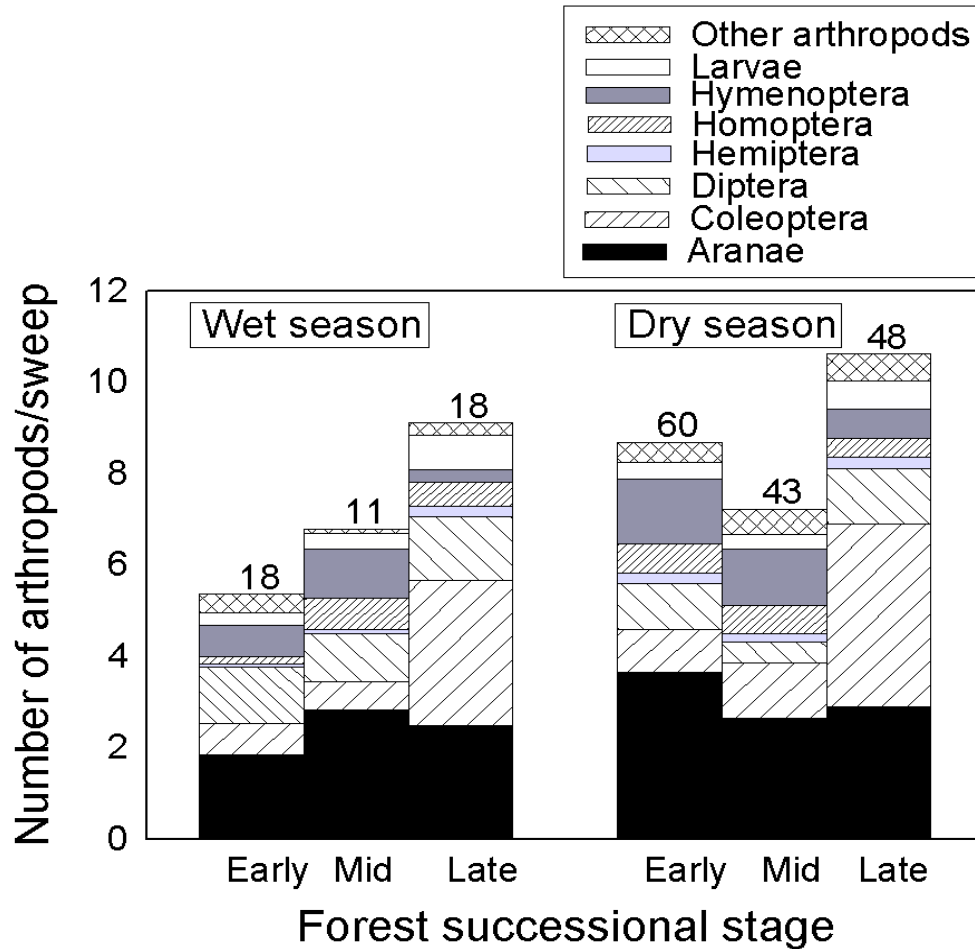 Other arthropods
Larvae
Hymenoptera
Homoptera
Hemiptera
Diptera
Coleoptera
Aranae
Number of arthropods/sweep
12
10
8
6
4
2
0
Wet season
Dry season
18
11
18
60
43
48
Early Mid Late Early Mid Late
Forest successional stage